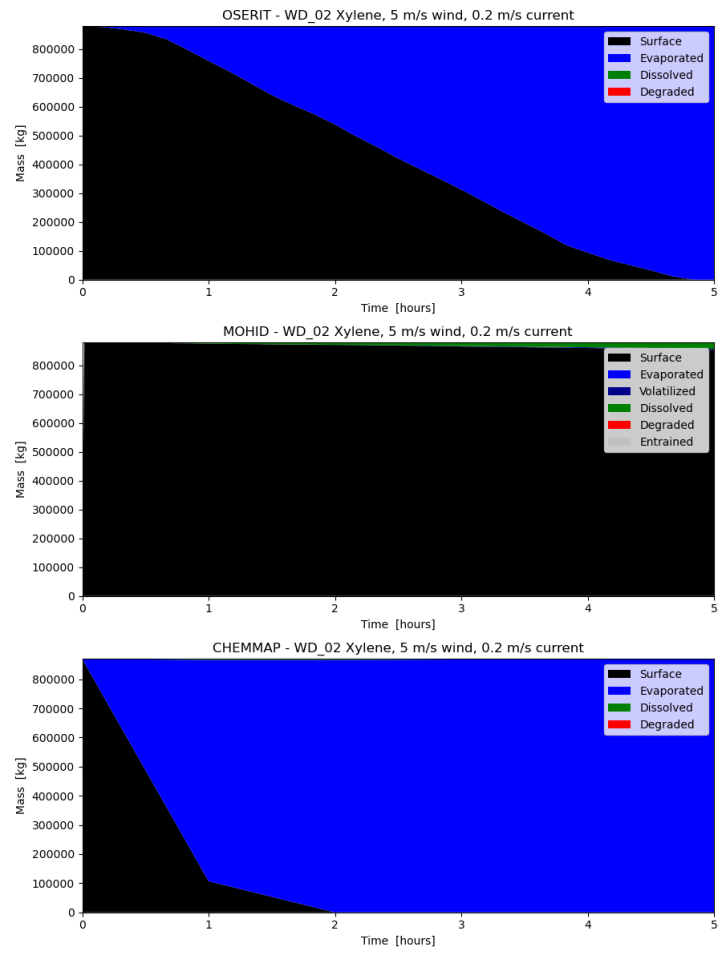 OSERIT - WD_02 Xylene, 5 m/s wind, 0.2 m/s current
800000
700000
600000
500000
400000
300000
200000
100000
0
Mass [kg]
Surface
Evaporated
Dissolved
Degraded
0 1 2 3 4 5
Time [hours]
MOHID - WD_02 Xylene, 5 m/s wind, 0.2 m/s current
800000
700000
600000
500000
400000
300000
200000
100000
0
Mass [kg]
Surface
Evaporated
Volatilized
Dissolved
Degraded
Entrained
0 1 2 3 4 5
Time [hours]
CHEMMAP - WD_02 Xylene, 5 m/s wind, 0.2 m/s current
800000
700000
600000
500000
400000
300000
200000
100000
0
Mass [kg]
Surface
Evaporated
Dissolved
Degraded
0 1 2 3 4 5
Time [hours]